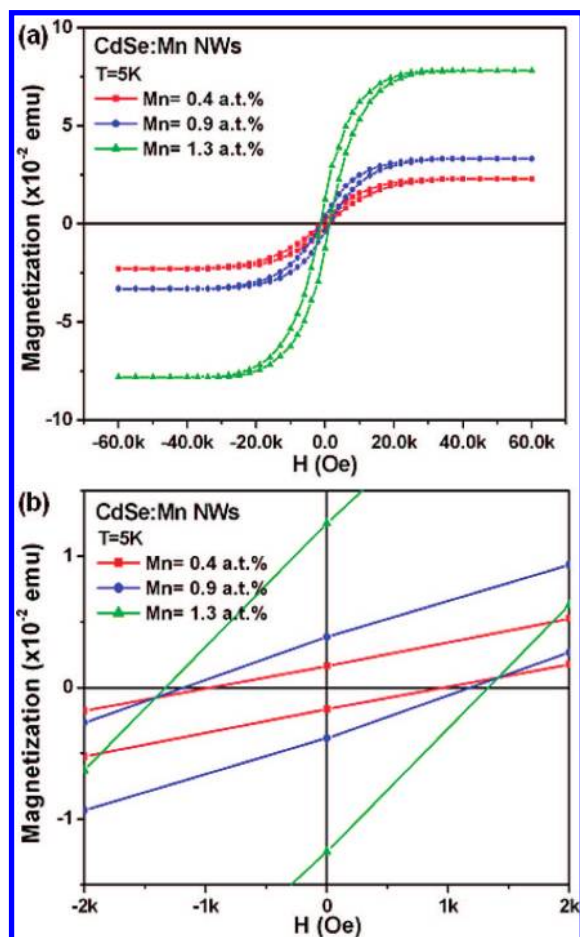 (a)
CdSe:Mn NWs
T=5K
Mn= 0.4 a.t.%
Mn= 0.9 a.t.%
Mn= 1.3 a.t.%
10
5
0
-5
-10
Magnetization (x10⁻² emu)
-60.0k -40.0k -20.0k 0.0 20.0k 40.0k 60.0k
H (Oe)
(b)
CdSe:Mn NWs
T=5K
Mn= 0.4 a.t.%
Mn= 0.9 a.t.%
Mn= 1.3 a.t.%
1
0
-1
Magnetization (x10⁻² emu)
-2k -1k 0 1k 2k
H (Oe)